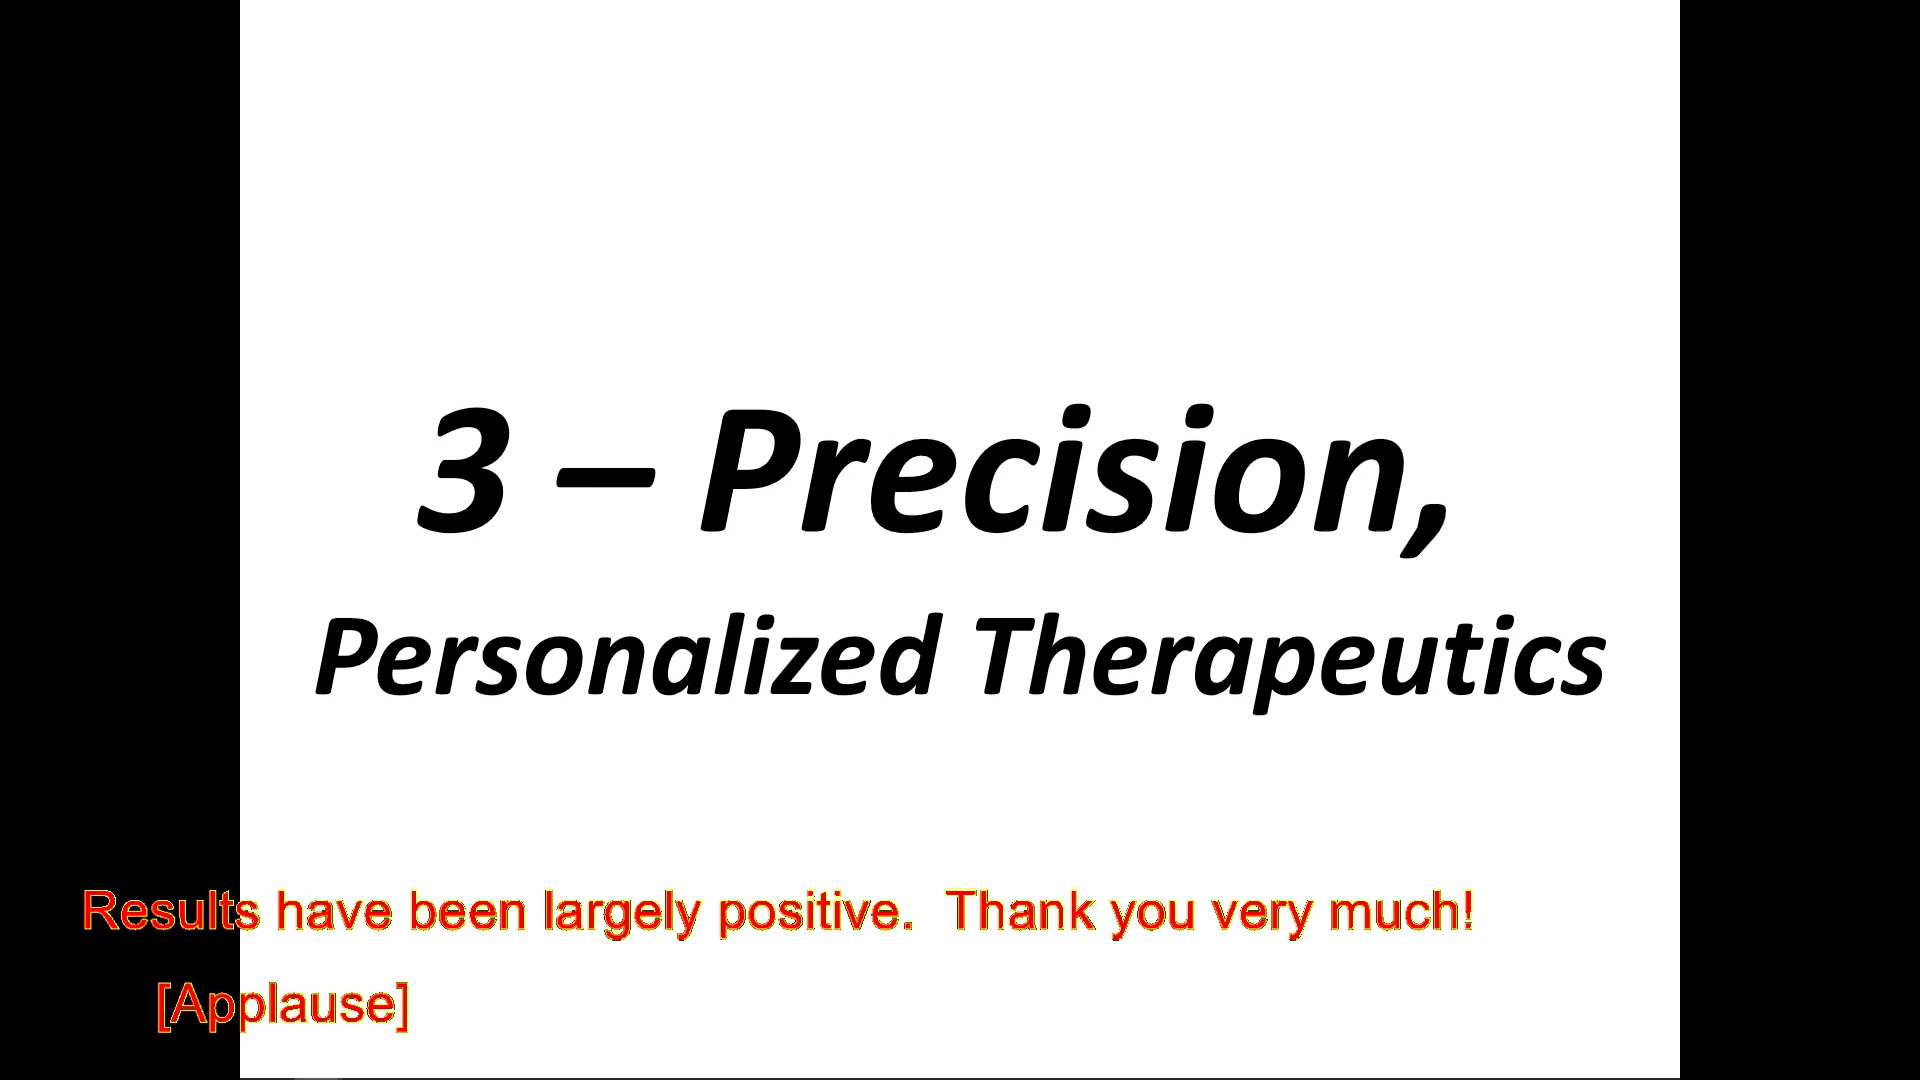 3 – Precision,
Personalized Therapeutics
Results have been largely positive.  Thank you very much!
[Applause]